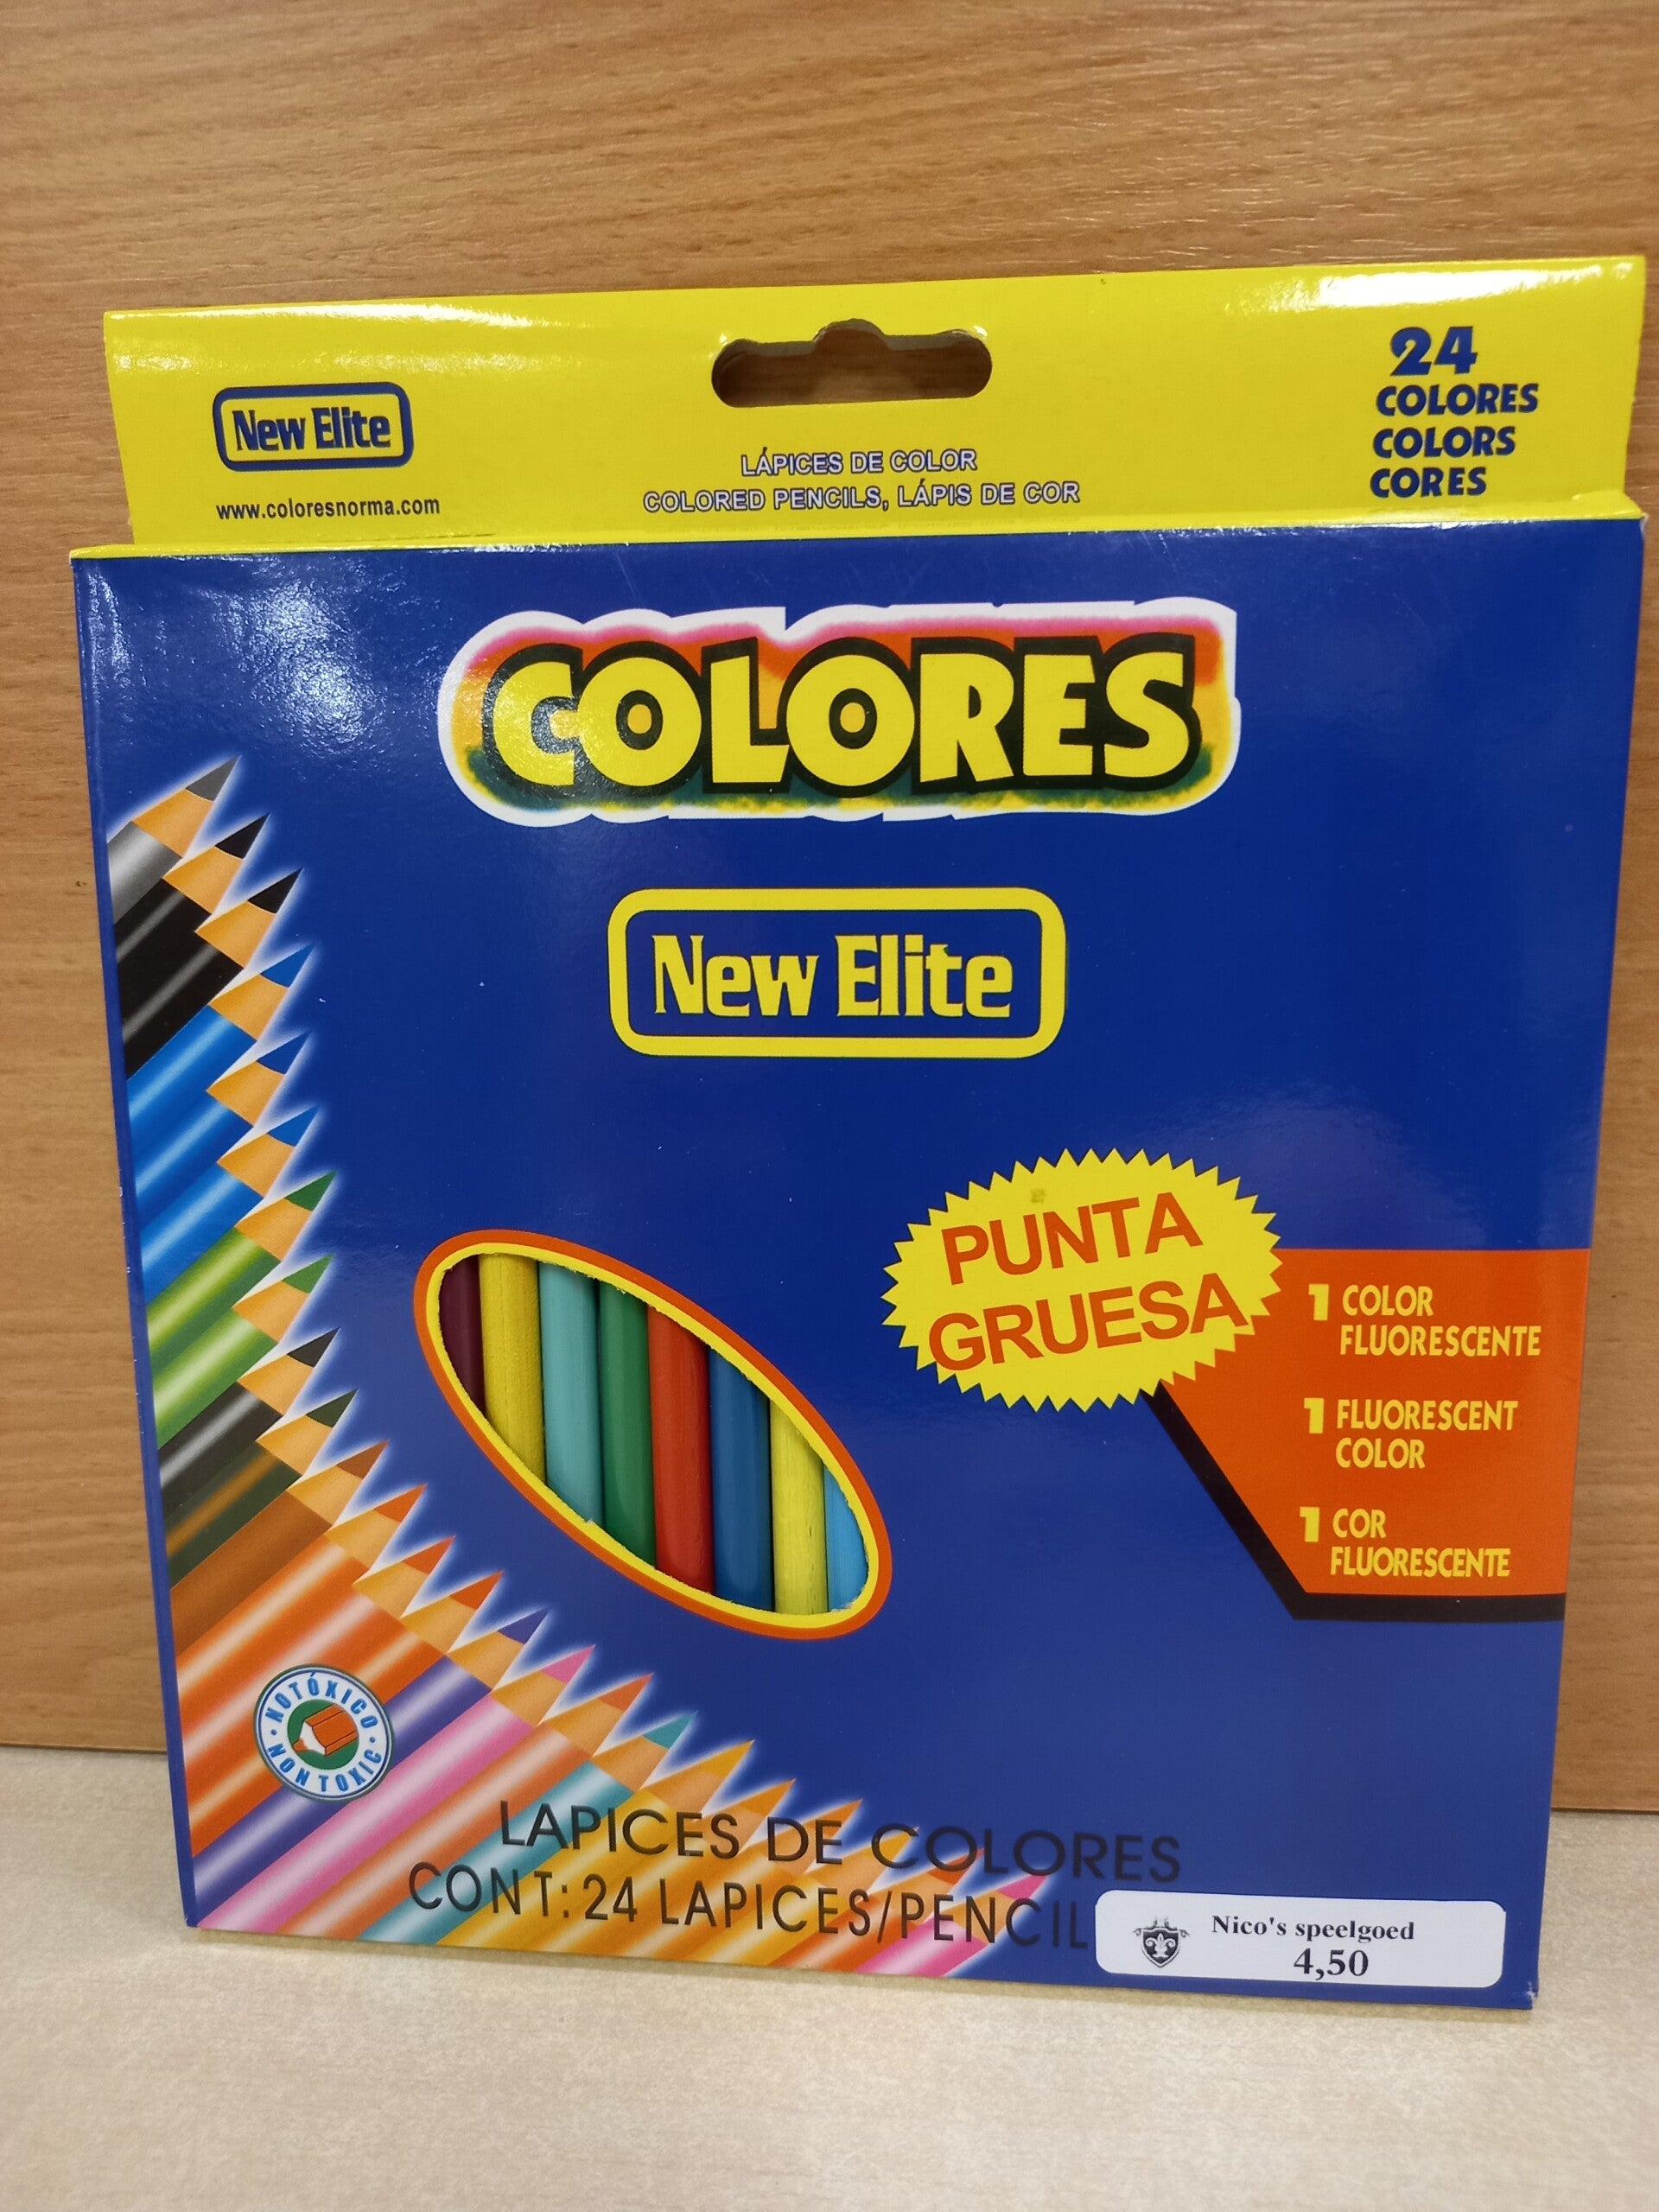 New Elite
www.coloresnorma.com
LÁPICES DE COLOR
COLORED PENCILS, LÁPIS DE COR
24
COLORES
COLORS
CORES
COLORES
New Elite
PUNTA
GRUESA
1 COLOR
FLUORESCENTE
1 FLUORESCENT
COLOR
1 COR
FLUORESCENTE
NOTÓXICO
NON TOXIC
LAPICES DE COLORES
CONT: 24 LAPICES/PENCIL
Nico's speelgoed
4,50